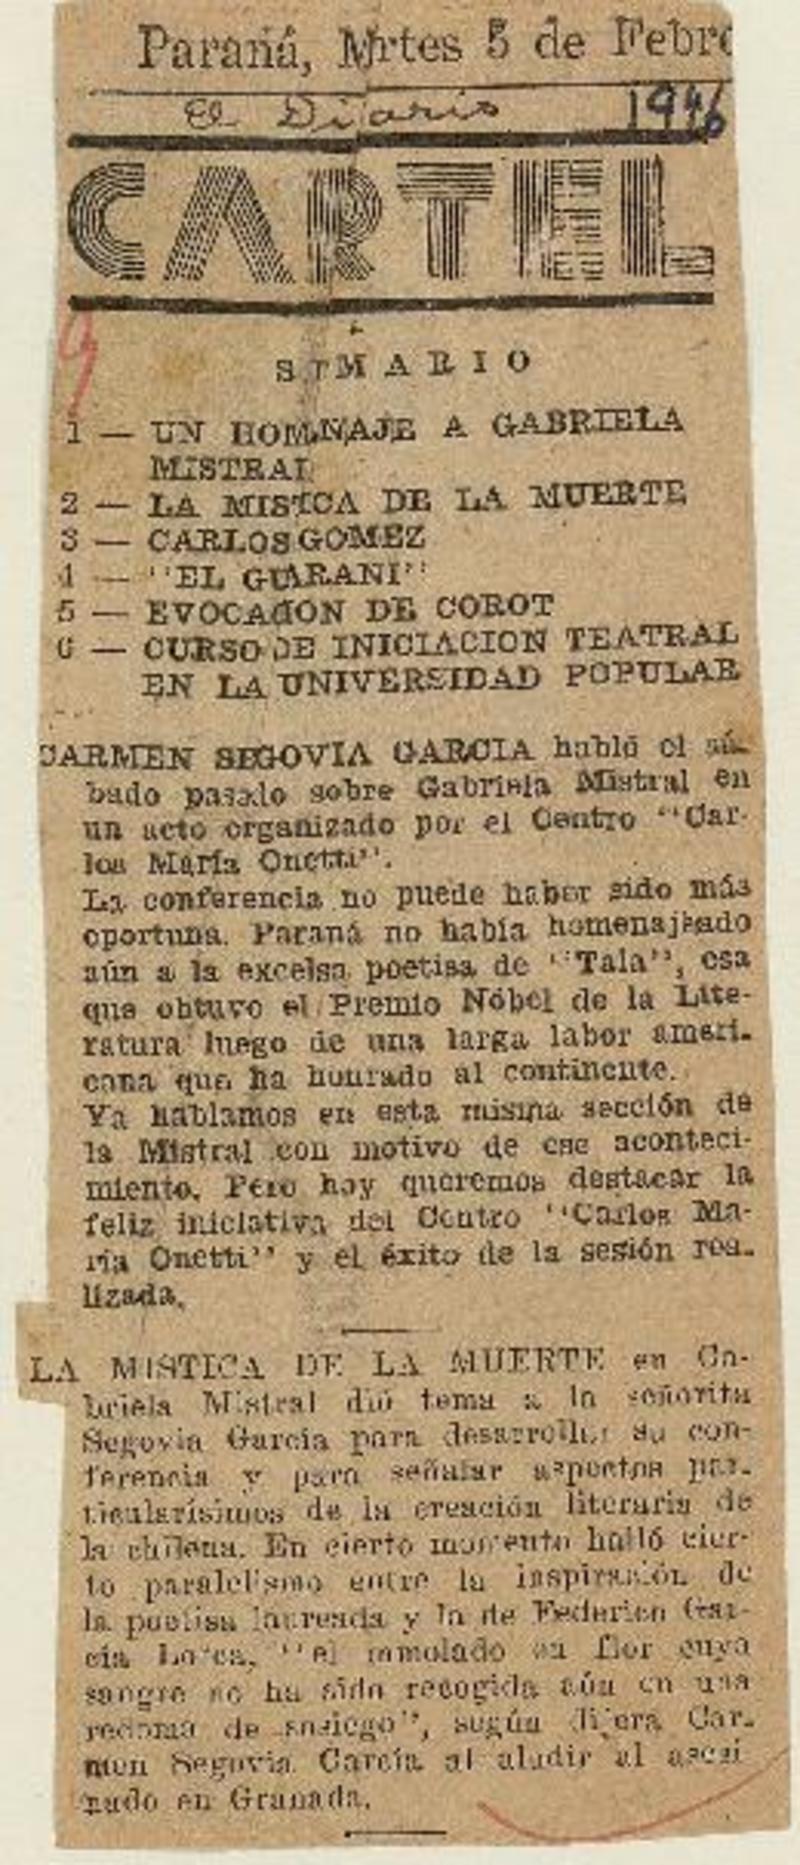 Paraná, Mrtes 5 de Febre
El Diario 1946
CARTEL
9
SUMARIO
1 — UN HOMNAJE A GABRIELA
MISTRAL
2 — LA MISTICA DE LA MUERTE
3 — CARLOS GOMEZ
4 — "EL GUARANI"
5 — EVOCACION DE COROT
6 — CURSO DE INICIACION TEATRAL
EN LA UNIVERSIDAD POPULAR
CARMEN SEGOVIA GARCIA habló el sá-
bado pasado sobre Gabriela Mistral en
un acto organizado por el Centro "Car-
los María Onetti".
La conferencia no puede haber sido más
oportuna. Paraná no había homenajeado
aún a la excelsa poetisa de "Tala", esa
que obtuvo el Premio Nóbel de la Lite-
ratura luego de una larga labor ameri-
cana que ha honrado al continente.
Ya hablamos en esta misma sección de
la Mistral con motivo de ese aconteci-
miento. Pero hoy queremos destacar la
feliz iniciativa del Centro "Carlos Ma-
ría Onetti" y el éxito de la sesión rea-
lizada.
LA MISTICA DE LA MUERTE en Ga-
briela Mistral dió tema a la señorita
Segovia García para desarrollar su con-
ferencia y para señalar aspectos par-
ticularísimos de la creación literaria de
la chilena. En cierto momento halló cier-
to paralelismo entre la inspiración de
la poetisa laureada y la de Federico Gar-
cía Lorca, "el inmolado en flor cuya
sangre no ha sido recogida aún en una
redoma de sosiego", según dijera Car-
men Segovia García al aludir al asesi
nado en Granada.